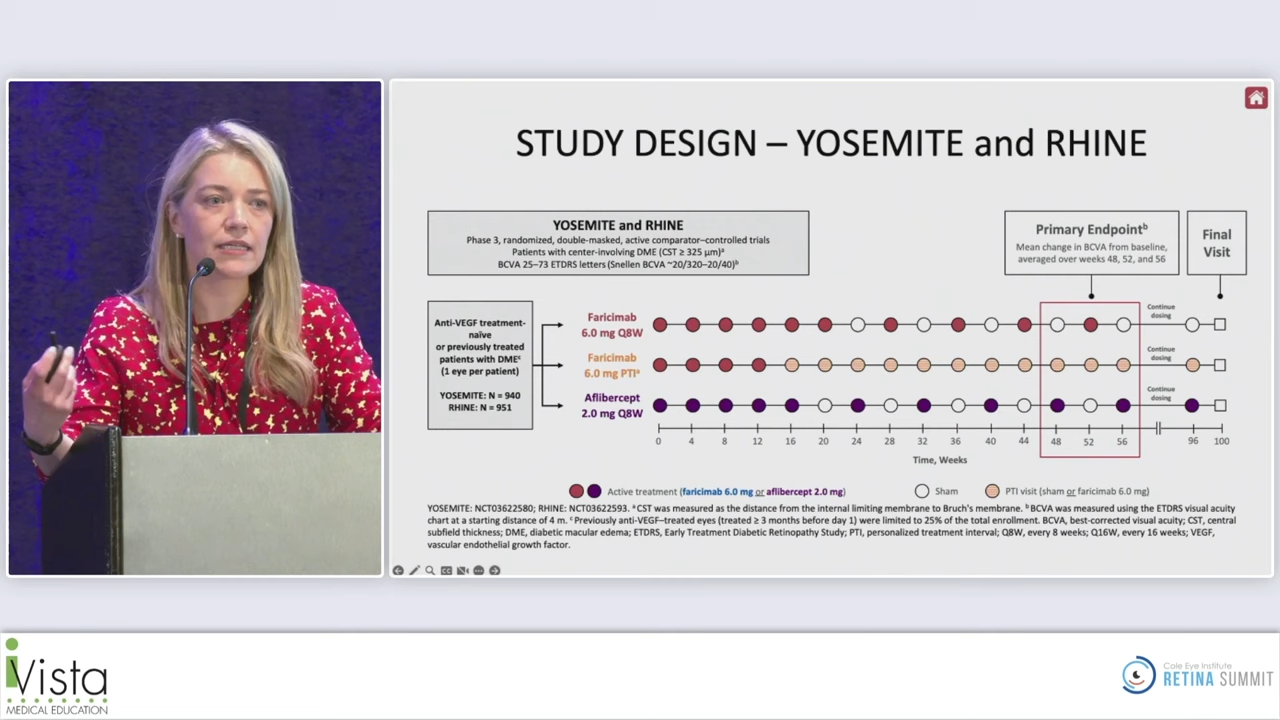 STUDY DESIGN – YOSEMITE and RHINE
YOSEMITE and RHINE
Phase 3, randomized, double-masked, active comparator–controlled trials
Patients with center-involving DME (CST ≥ 325 µm)ᵃ
BCVA 25–73 ETDRS letters (Snellen BCVA ~20/320–20/40)ᵇ
Primary Endpointᵇ
Mean change in BCVA from baseline,
averaged over weeks 48, 52, and 56
Final
Visit
Anti-VEGF treatment-
naïve
or previously treated
patients with DMEᶜ
(1 eye per patient)
YOSEMITE: N = 940
RHINE: N = 951
Faricimab
6.0 mg Q8W
Continue
dosing
Faricimab
6.0 mg PTIᵃ
Continue
dosing
Aflibercept
2.0 mg Q8W
Continue
dosing
0 4 8 12 16 20 24 28 32 36 40 44 48 52 56 96 100
Time, Weeks
Active treatment (faricimab 6.0 mg or aflibercept 2.0 mg)
Sham
PTI visit (sham or faricimab 6.0 mg)
YOSEMITE: NCT03622580; RHINE: NCT03622593. ᵃ CST was measured as the distance from the internal limiting membrane to Bruch's membrane. ᵇ BCVA was measured using the ETDRS visual acuity
chart at a starting distance of 4 m. ᶜ Previously anti-VEGF–treated eyes (treated ≥ 3 months before day 1) were limited to 25% of the total enrollment. BCVA, best-corrected visual acuity; CST, central
subfield thickness; DME, diabetic macular edema; ETDRS, Early Treatment Diabetic Retinopathy Study; PTI, personalized treatment interval; Q8W, every 8 weeks; Q16W, every 16 weeks; VEGF,
vascular endothelial growth factor.
iVista
MEDICAL EDUCATION
Cole Eye Institute
RETINA SUMMIT